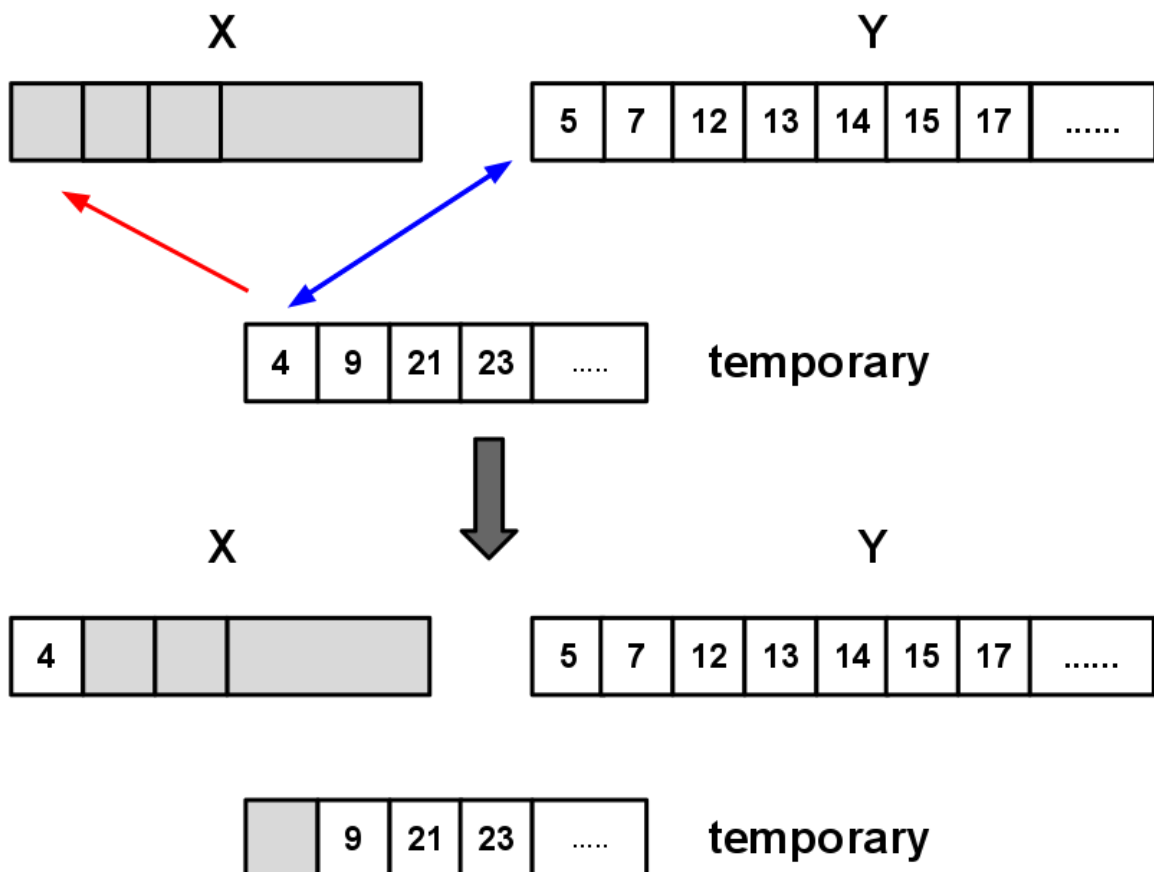 X Y
5 7 12 13 14 15 17 ......
4 9 21 23 ..... temporary
X Y
4 5 7 12 13 14 15 17 ......
9 21 23 ..... temporary